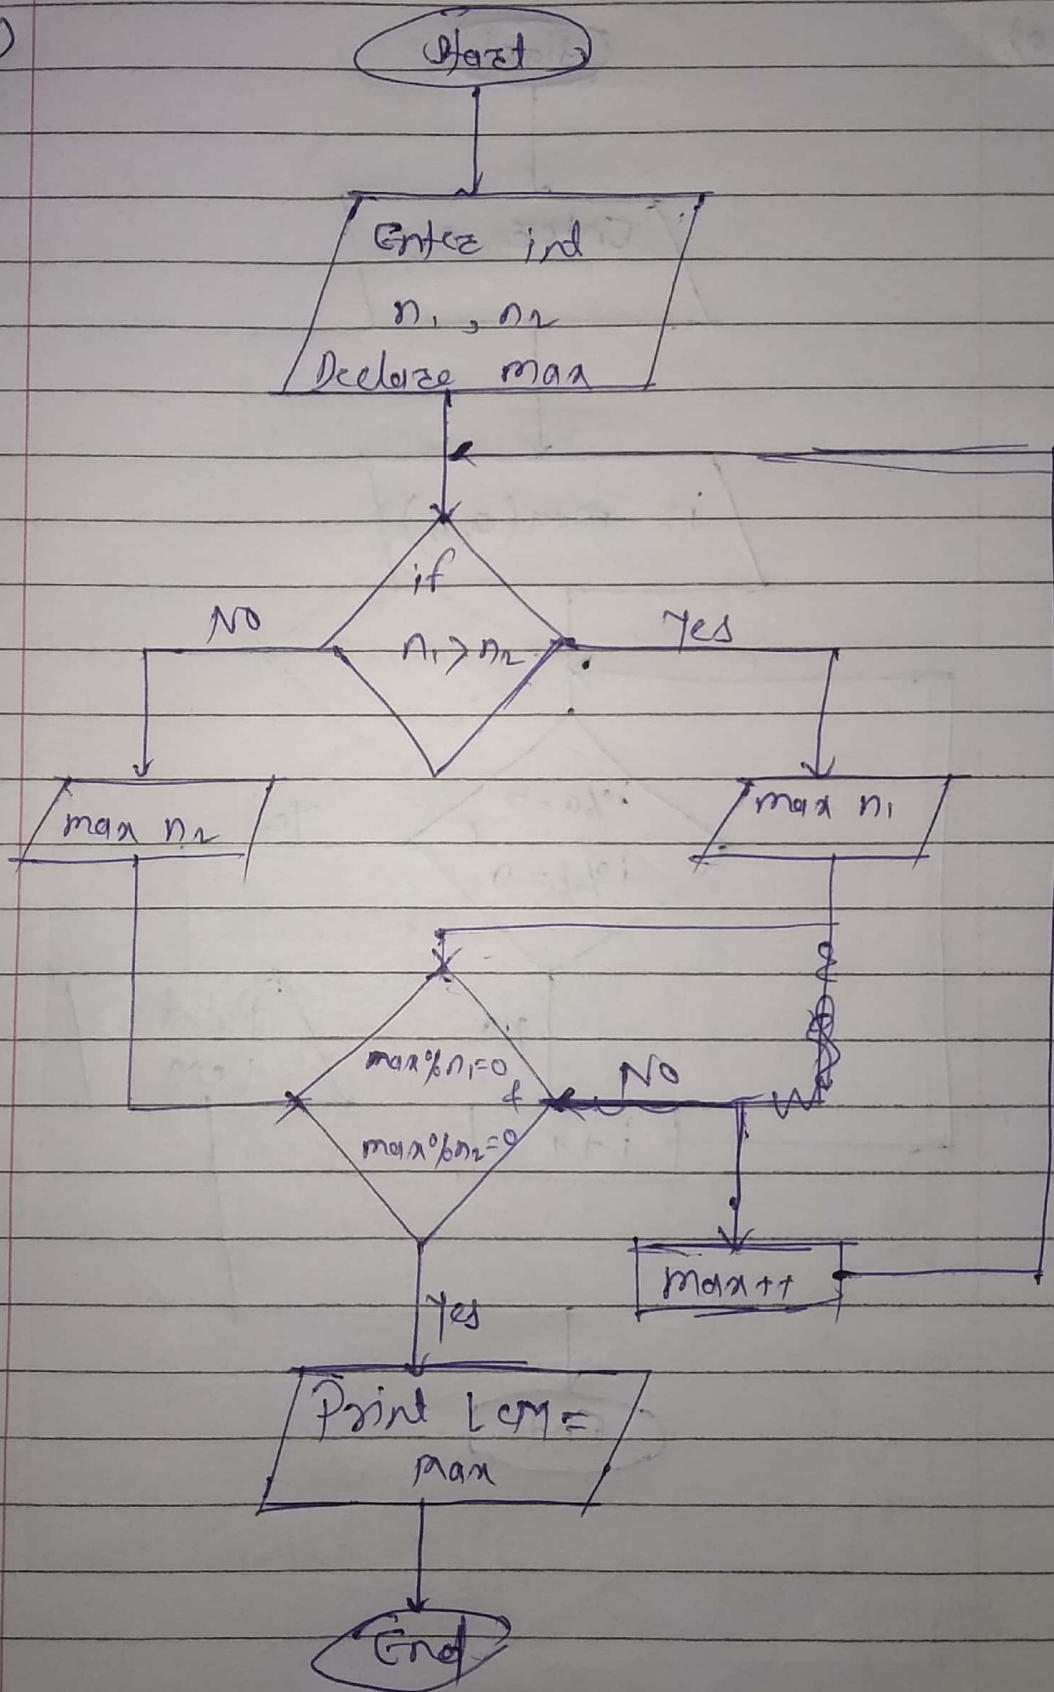 Start
Enter int
n1, n2
Declare max
if
n1 > n2
NO
Yes
max n2
max n1
max%n1=0
&
max%n2=0
NO
max++
Yes
Print LCM =
max
End